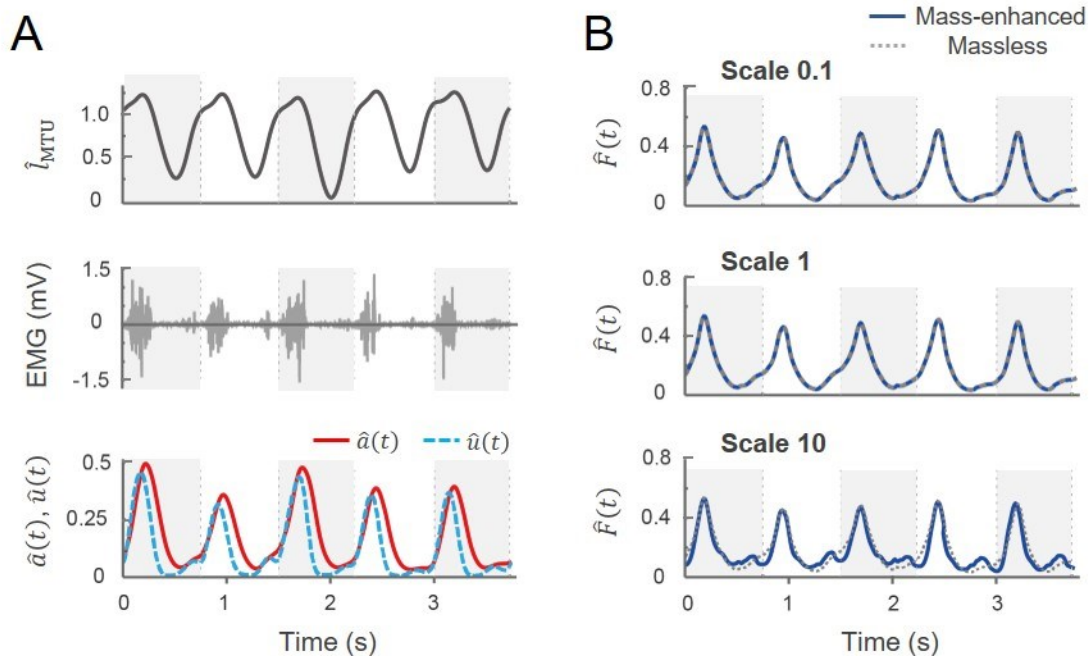 A
l̂MTU
1.0
0.5
0
EMG (mV)
1.5
0
-1.5
â(t) û(t)
â(t), û(t)
0.5
0.25
0
0 1 2 3
Time (s)
B
Mass-enhanced
Massless
Scale 0.1
F̂(t)
0.8
0.4
0
Scale 1
F̂(t)
0.8
0.4
0
Scale 10
F̂(t)
0.8
0.4
0
0 1 2 3
Time (s)